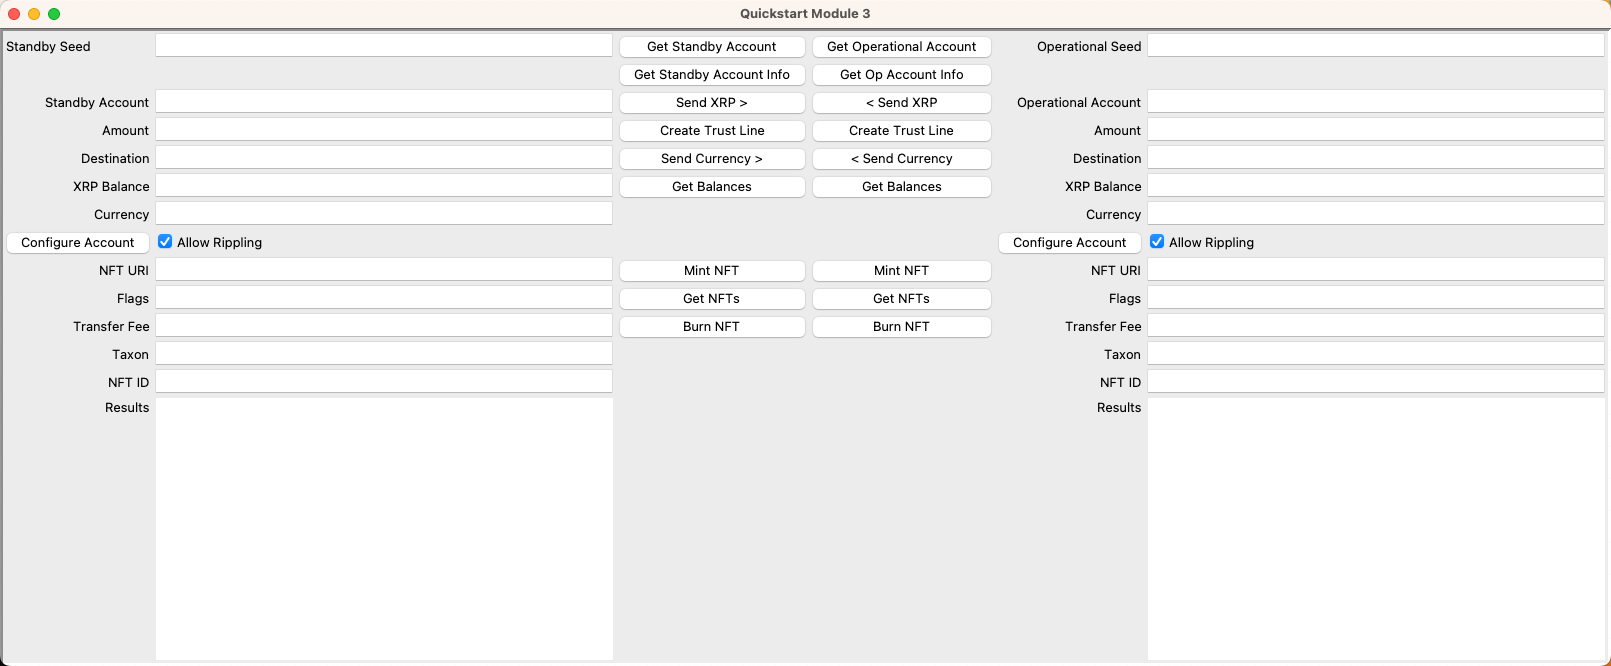 Quickstart Module 3
Standby Seed Get Standby Account Get Operational Account Operational Seed
Get Standby Account Info Get Op Account Info
Standby Account Send XRP > < Send XRP Operational Account
Amount Create Trust Line Create Trust Line Amount
Destination Send Currency > < Send Currency Destination
XRP Balance Get Balances Get Balances XRP Balance
Currency Currency
Configure Account Allow Rippling Configure Account Allow Rippling
NFT URI Mint NFT Mint NFT NFT URI
Flags Get NFTs Get NFTs Flags
Transfer Fee Burn NFT Burn NFT Transfer Fee
Taxon Taxon
NFT ID NFT ID
Results Results